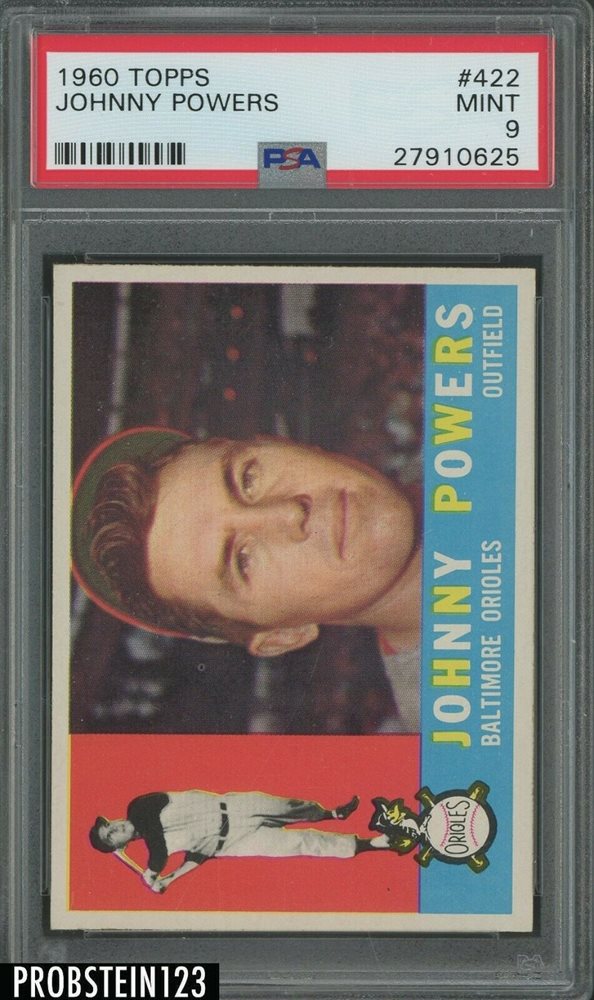 1960 TOPPS #422
JOHNNY POWERS MINT
9
PSA 27910625
JOHNNY POWERS
BALTIMORE ORIOLES OUTFIELD
ORIOLES
PROBSTEIN123